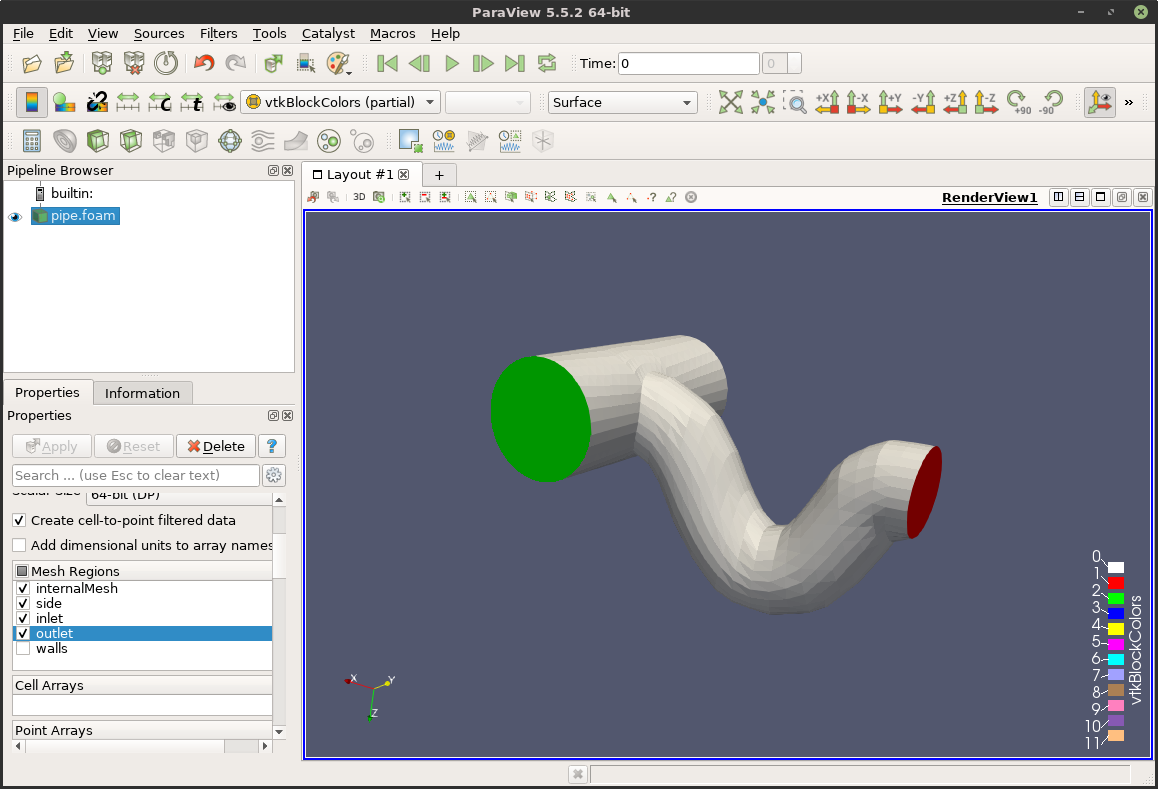 ParaView 5.5.2 64-bit
File Edit View Sources Filters Tools Catalyst Macros Help
Time: 0 0
vtkBlockColors (partial) Surface +X -X +Y -Y +Z -Z +90 -90 »
Pipeline Browser
builtin:
pipe.foam
Layout #1 +
3D RenderView1
Properties Information
Properties
Apply Reset Delete ?
Search ... (use Esc to clear text)
Scalar Size 64-bit (DP)
Create cell-to-point filtered data
Add dimensional units to array names
Mesh Regions
internalMesh
side
inlet
outlet
walls
Cell Arrays
Point Arrays
X
Y
Z
0
1
2
3
4
5
6
7
8
9
10
11
vtkBlockColors